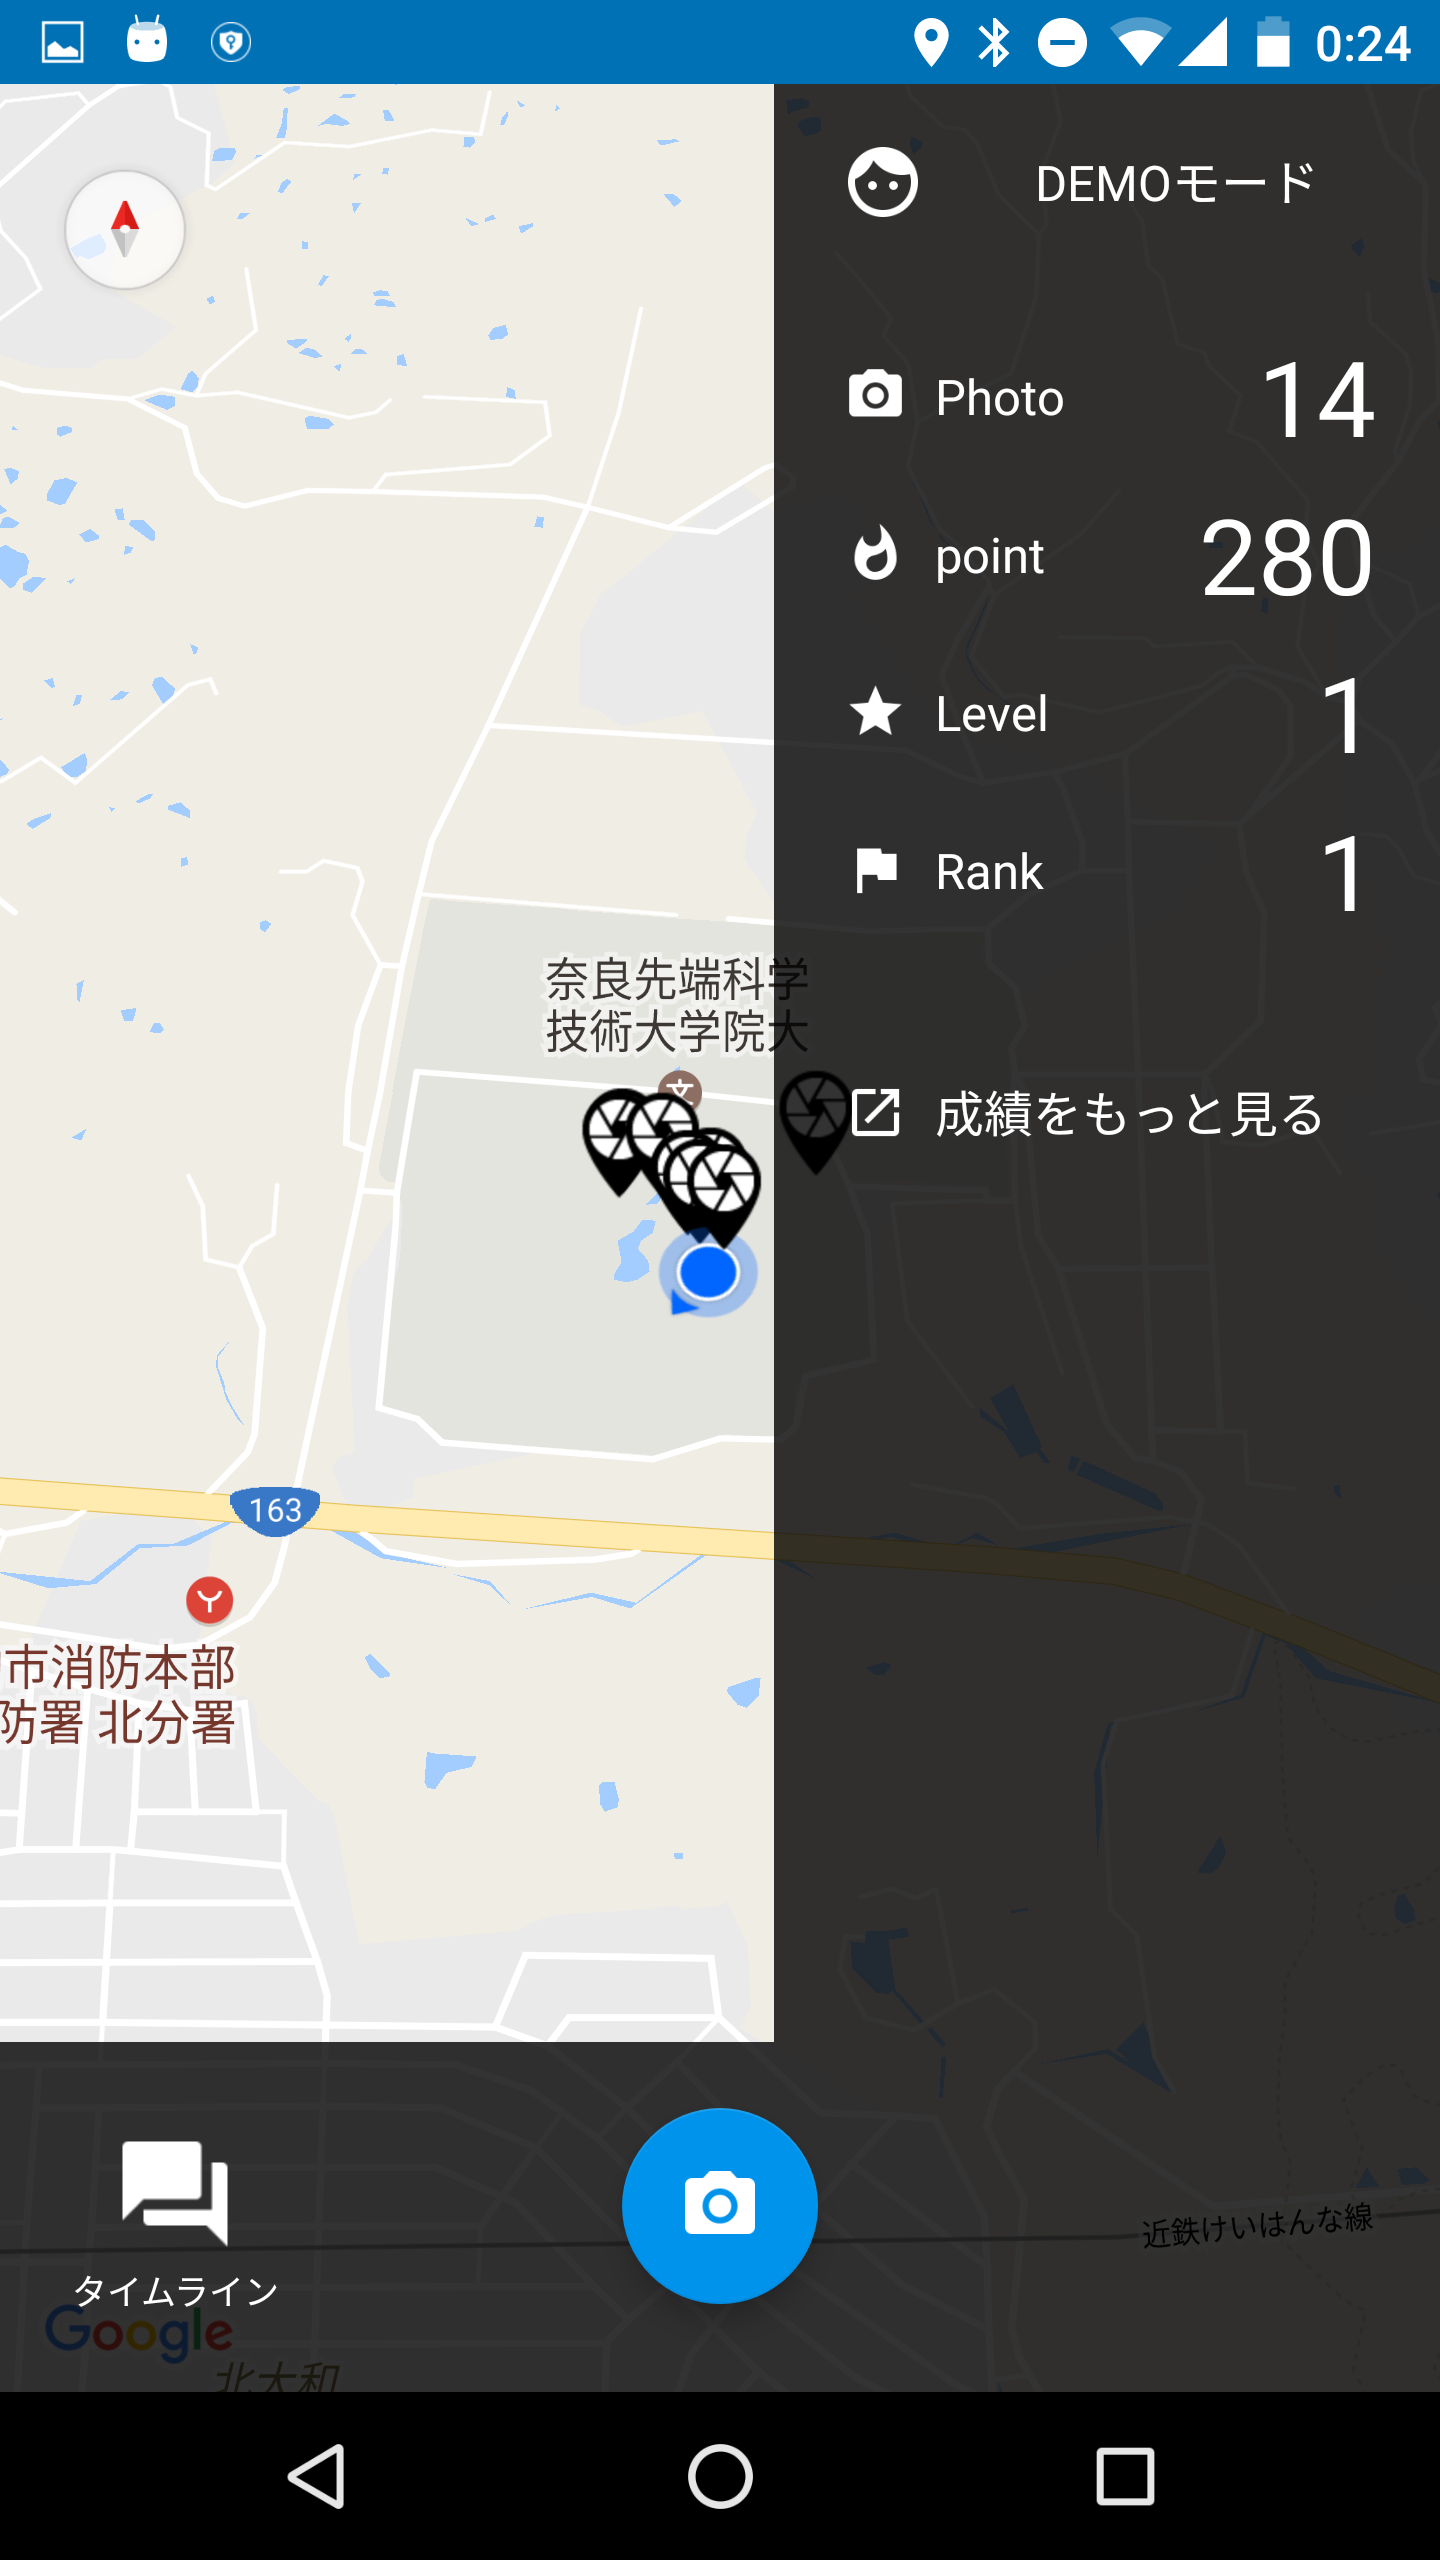 0:24
DEMOモード
Photo 14
point 280
Level 1
Rank 1
奈良先端科学
技術大学院大
文
成績をもっと見る
163
市消防本部
防署 北分署
近鉄けいはんな線
タイムライン
Google
北大和